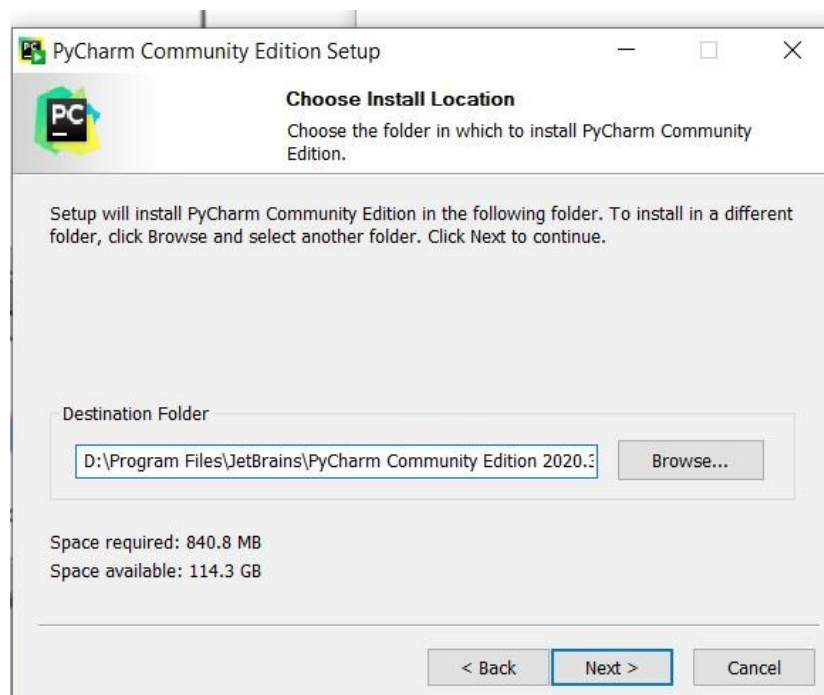 PyCharm Community Edition Setup
PC
Choose Install Location
Choose the folder in which to install PyCharm Community
Edition.
Setup will install PyCharm Community Edition in the following folder. To install in a different
folder, click Browse and select another folder. Click Next to continue.
Destination Folder
D:\Program Files\JetBrains\PyCharm Community Edition 2020.3
Browse...
Space required: 840.8 MB
Space available: 114.3 GB
< Back
Next >
Cancel